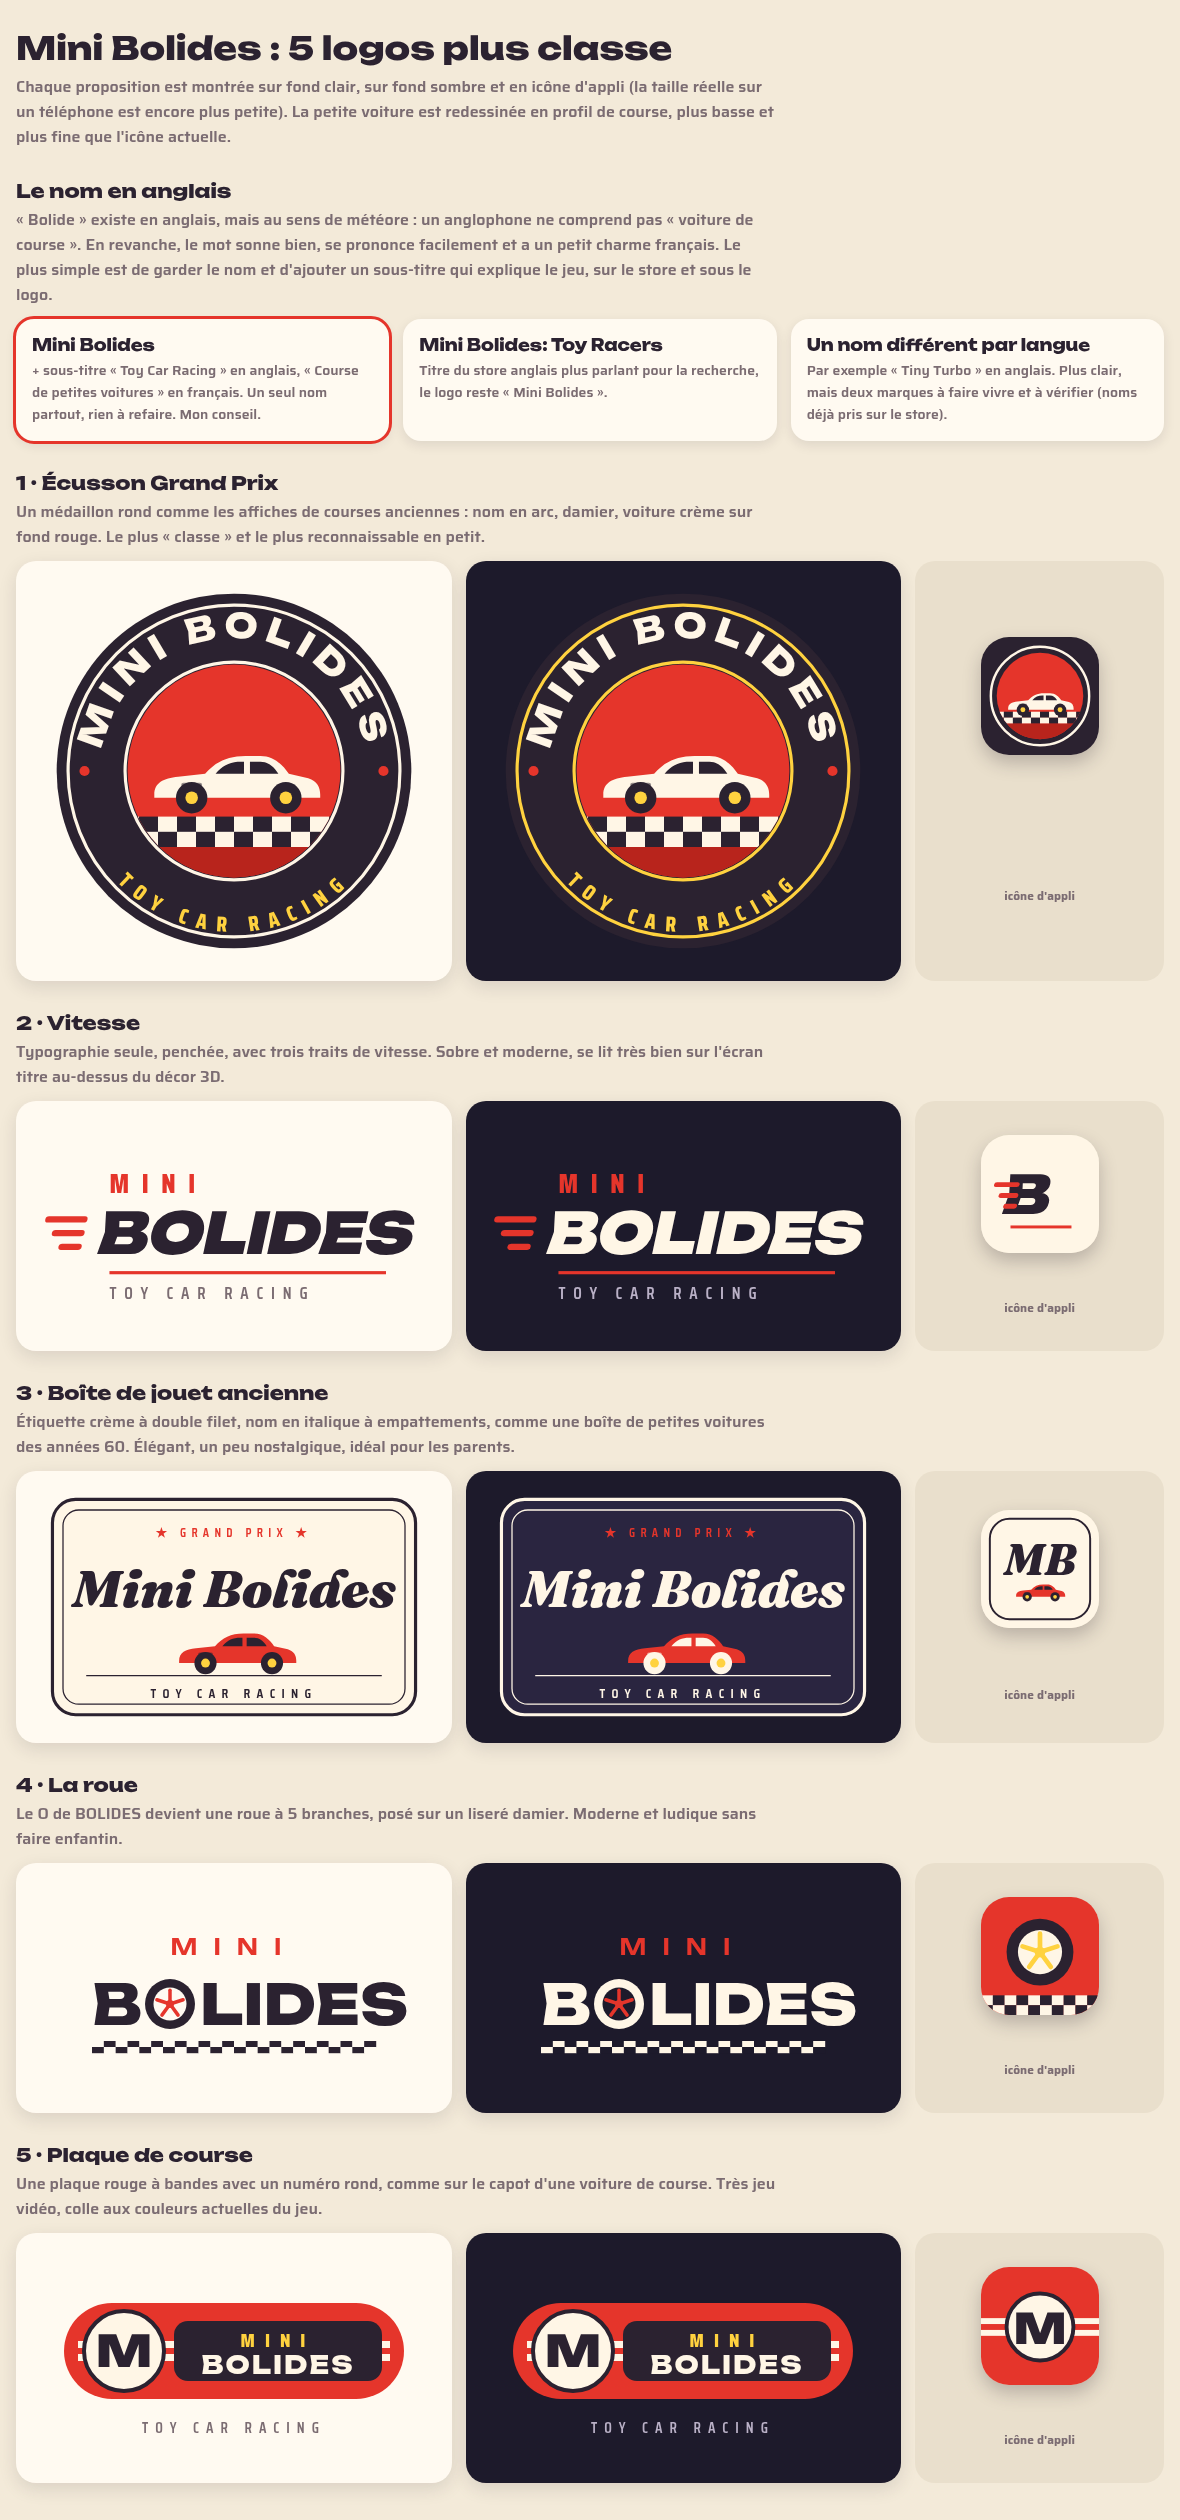 Mini Bolides : 5 logos plus classe
Chaque proposition est montrée sur fond clair, sur fond sombre et en icône d'appli (la taille réelle sur
un téléphone est encore plus petite). La petite voiture est redessinée en profil de course, plus basse et
plus fine que l'icône actuelle.
Le nom en anglais
« Bolide » existe en anglais, mais au sens de météore : un anglophone ne comprend pas « voiture de
course ». En revanche, le mot sonne bien, se prononce facilement et a un petit charme français. Le
plus simple est de garder le nom et d'ajouter un sous-titre qui explique le jeu, sur le store et sous le
logo.
Mini Bolides
+ sous-titre « Toy Car Racing » en anglais, « Course
de petites voitures » en français. Un seul nom
partout, rien à refaire. Mon conseil.
Mini Bolides: Toy Racers
Titre du store anglais plus parlant pour la recherche,
le logo reste « Mini Bolides ».
Un nom différent par langue
Par exemple « Tiny Turbo » en anglais. Plus clair,
mais deux marques à faire vivre et à vérifier (noms
déjà pris sur le store).
1 · Écusson Grand Prix
Un médaillon rond comme les affiches de courses anciennes : nom en arc, damier, voiture crème sur
fond rouge. Le plus « classe » et le plus reconnaissable en petit.
MINI BOLIDES
TOY CAR RACING
MINI BOLIDES
TOY CAR RACING
icône d'appli
2 · Vitesse
Typographie seule, penchée, avec trois traits de vitesse. Sobre et moderne, se lit très bien sur l'écran
titre au-dessus du décor 3D.
MINI
BOLIDES
TOY CAR RACING
MINI
BOLIDES
TOY CAR RACING
B
icône d'appli
3 · Boîte de jouet ancienne
Étiquette crème à double filet, nom en italique à empattements, comme une boîte de petites voitures
des années 60. Élégant, un peu nostalgique, idéal pour les parents.
★ GRAND PRIX ★
Mini Bolides
TOY CAR RACING
★ GRAND PRIX ★
Mini Bolides
TOY CAR RACING
MB
icône d'appli
4 · La roue
Le O de BOLIDES devient une roue à 5 branches, posé sur un liseré damier. Moderne et ludique sans
faire enfantin.
MINI
BOLIDES
MINI
BOLIDES
icône d'appli
5 · Plaque de course
Une plaque rouge à bandes avec un numéro rond, comme sur le capot d'une voiture de course. Très jeu
vidéo, colle aux couleurs actuelles du jeu.
M
MINI
BOLIDES
TOY CAR RACING
M
MINI
BOLIDES
TOY CAR RACING
M
icône d'appli